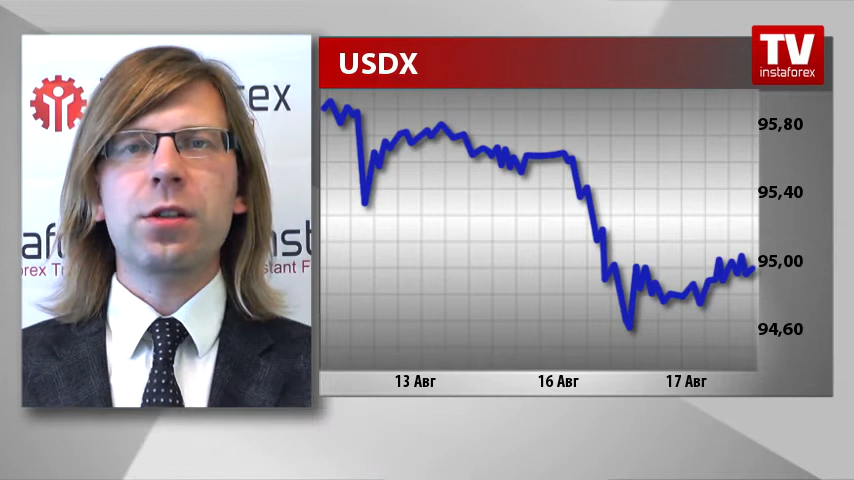 USDX
TV
instaforex
95,80
95,40
95,00
94,60
13 Авг
16 Авг
17 Авг